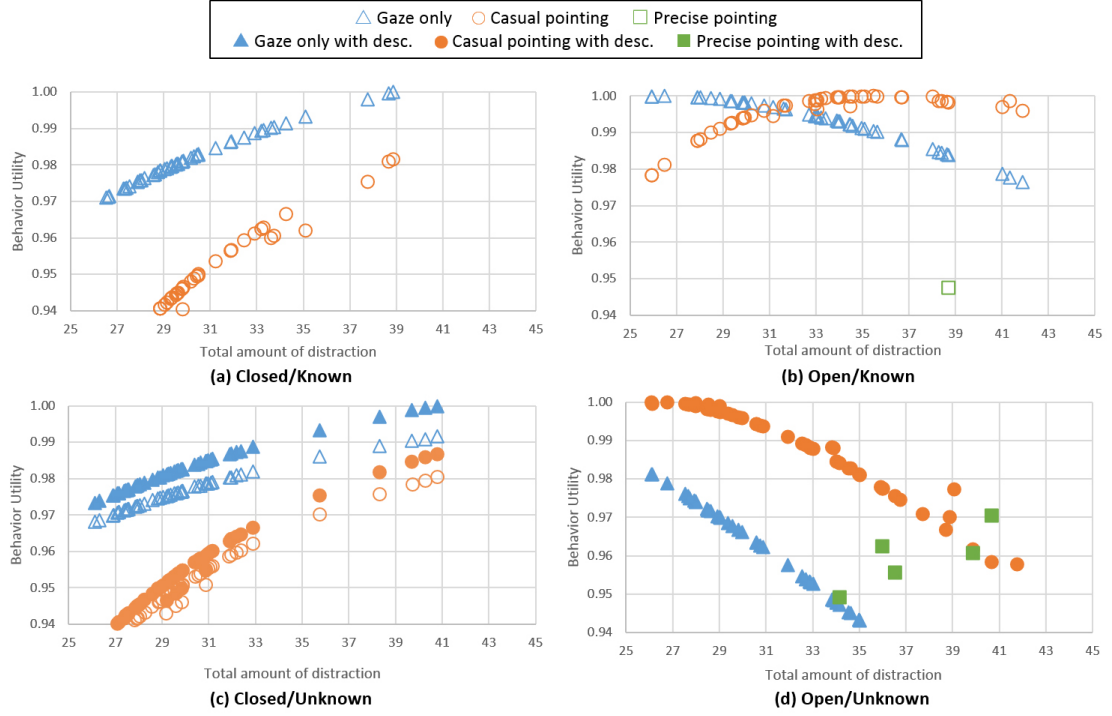 Gaze only Casual pointing Precise pointing
Gaze only with desc. Casual pointing with desc. Precise pointing with desc.
1.00
0.99
0.98
0.97
0.96
0.95
0.94
Behavior Utility
25 27 29 31 33 35 37 39 41 43 45
Total amount of distraction
(a) Closed/Known
1.00
0.99
0.98
0.97
0.96
0.95
0.94
Behavior Utility
25 27 29 31 33 35 37 39 41 43 45
Total amount of distraction
(b) Open/Known
1.00
0.99
0.98
0.97
0.96
0.95
0.94
Behavior Utility
25 27 29 31 33 35 37 39 41 43 45
Total amount of distraction
(c) Closed/Unknown
1.00
0.99
0.98
0.97
0.96
0.95
0.94
Behavior Utility
25 27 29 31 33 35 37 39 41 43 45
Total amount of distraction
(d) Open/Unknown